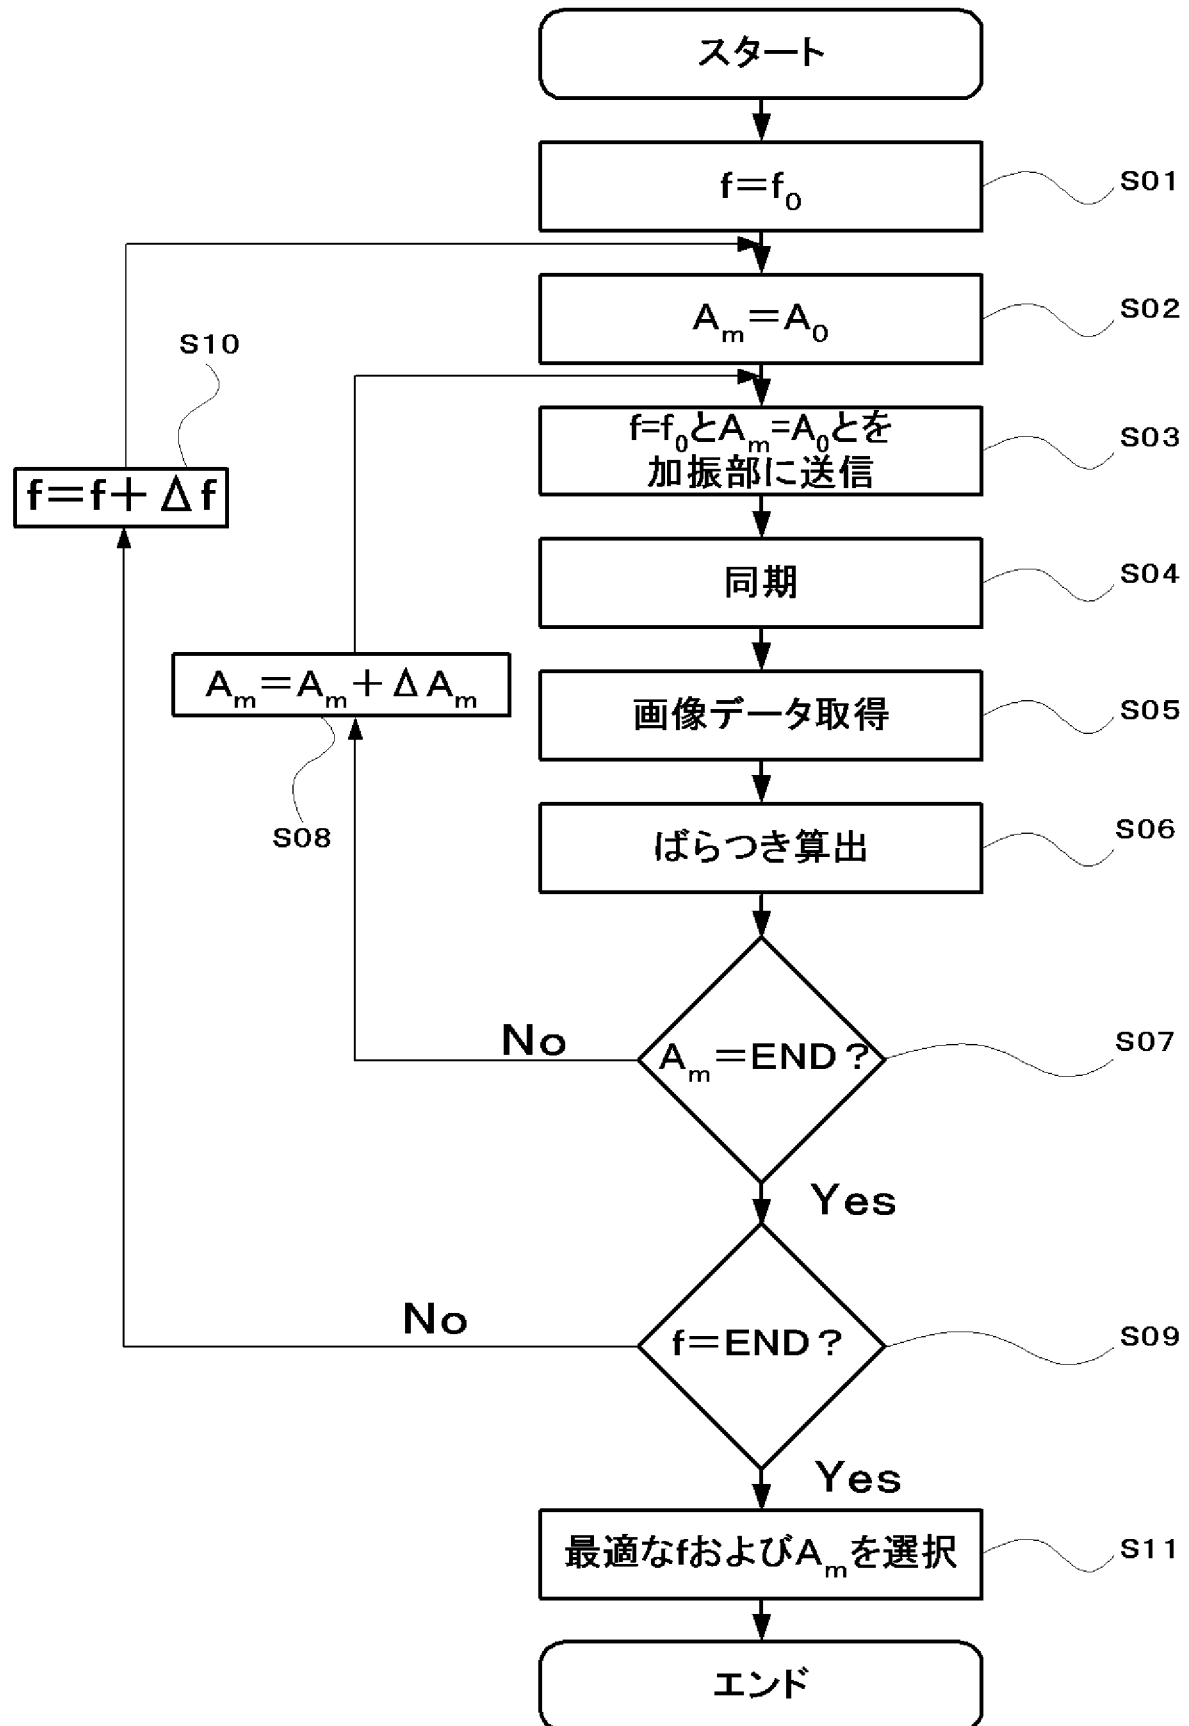 スタート
f=f₀
S01
Aₘ=A₀
S02
S10
f=f₀とAₘ=A₀とを
加振部に送信
S03
f=f+Δf
同期
S04
Aₘ=Aₘ+ΔAₘ
画像データ取得
S05
S08
ばらつき算出
S06
No
Aₘ=END?
S07
Yes
No
f=END?
S09
Yes
最適なfおよびAₘを選択
S11
エンド